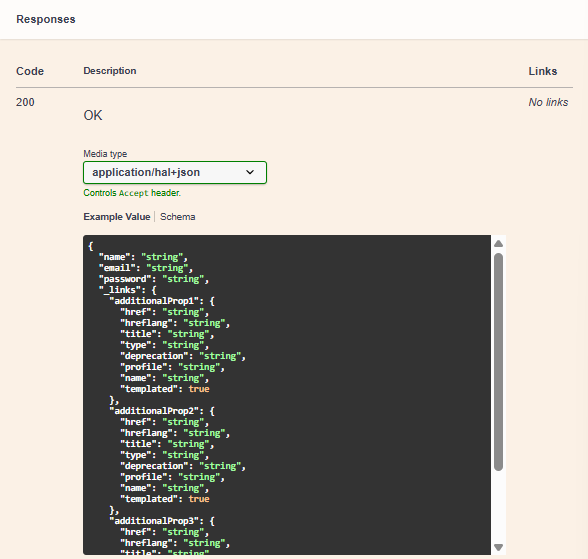 Responses
Code Description Links
200 OK No links
Media type
application/hal+json
Controls Accept header.
Example Value Schema
{
  "name": "string",
  "email": "string",
  "password": "string",
  "_links": {
    "additionalProp1": {
      "href": "string",
      "hreflang": "string",
      "title": "string",
      "type": "string",
      "deprecation": "string",
      "profile": "string",
      "name": "string",
      "templated": true
    },
    "additionalProp2": {
      "href": "string",
      "hreflang": "string",
      "title": "string",
      "type": "string",
      "deprecation": "string",
      "profile": "string",
      "name": "string",
      "templated": true
    },
    "additionalProp3": {
      "href": "string",
      "hreflang": "string",
      "title": "string",